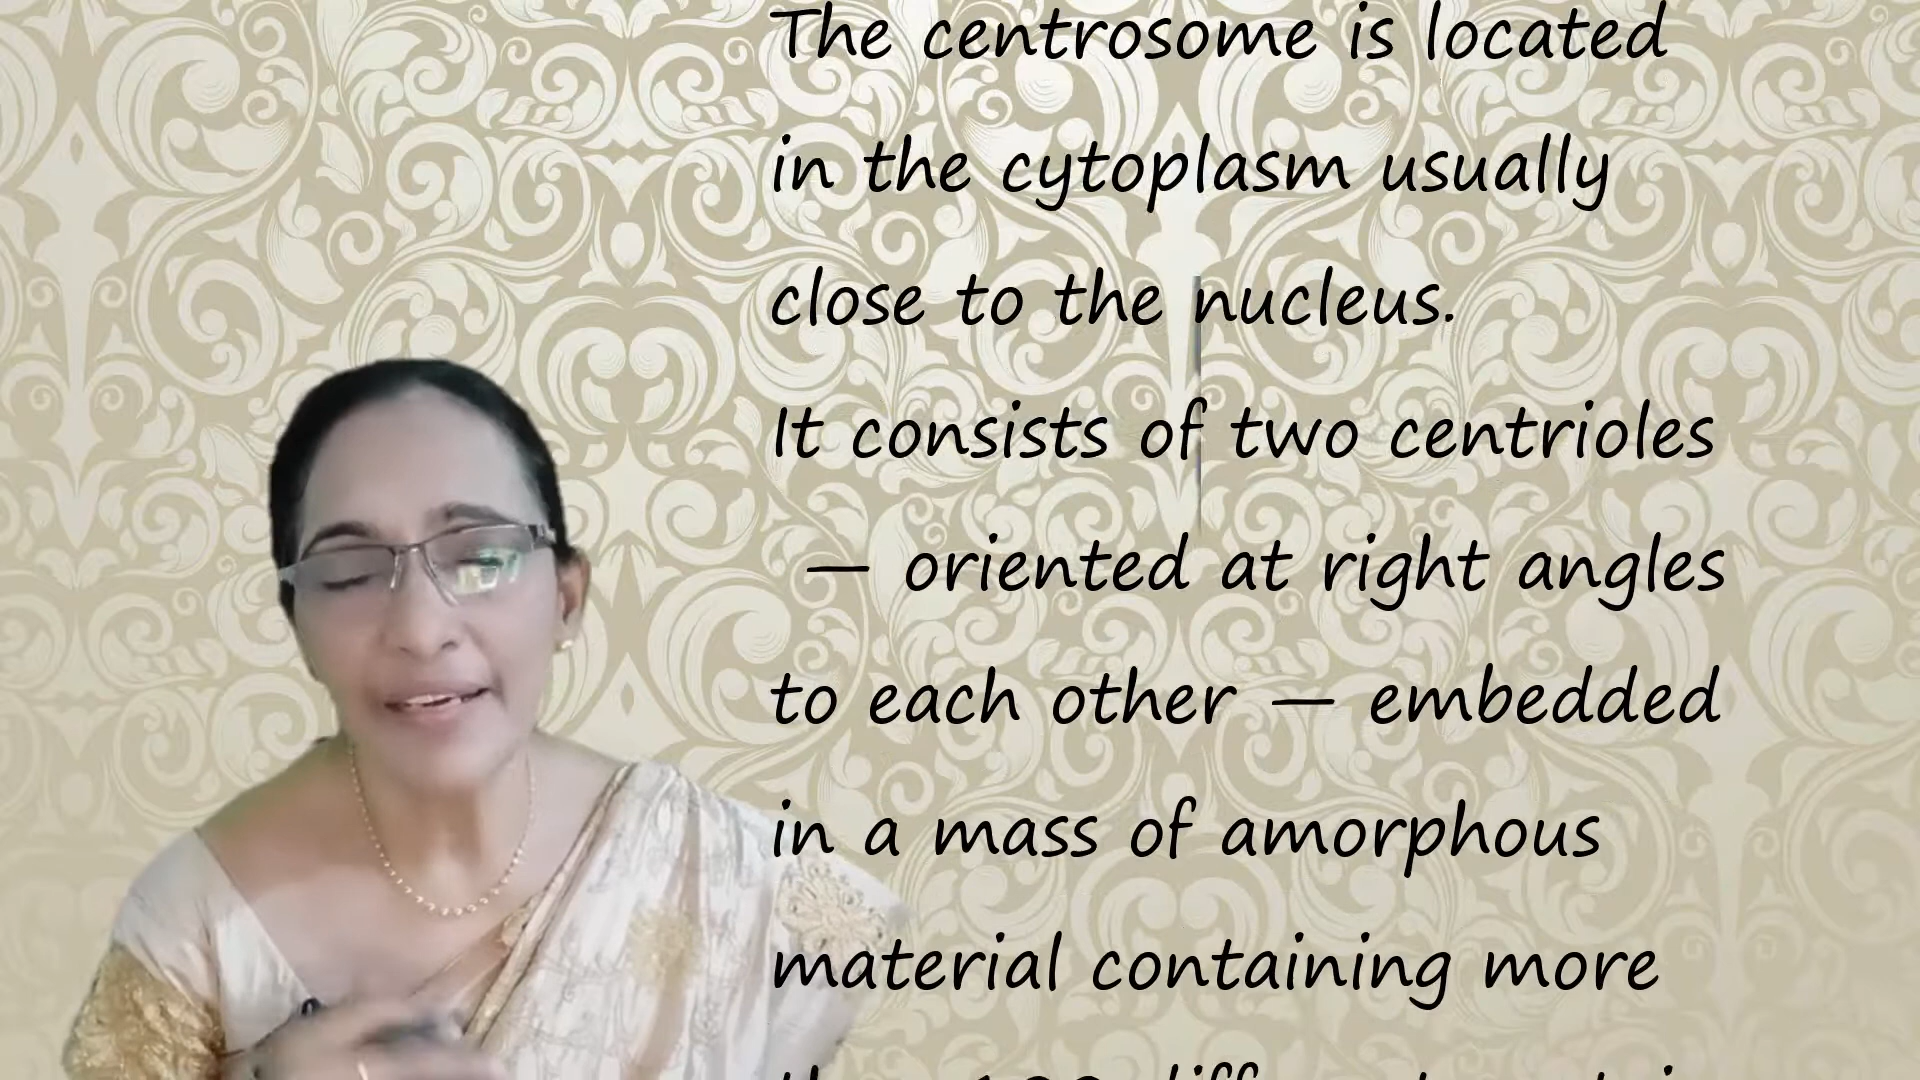 The centrosome is located
in the cytoplasm usually
close to the nucleus.
It consists of two centrioles
— oriented at right angles
to each other — embedded
in a mass of amorphous
material containing more